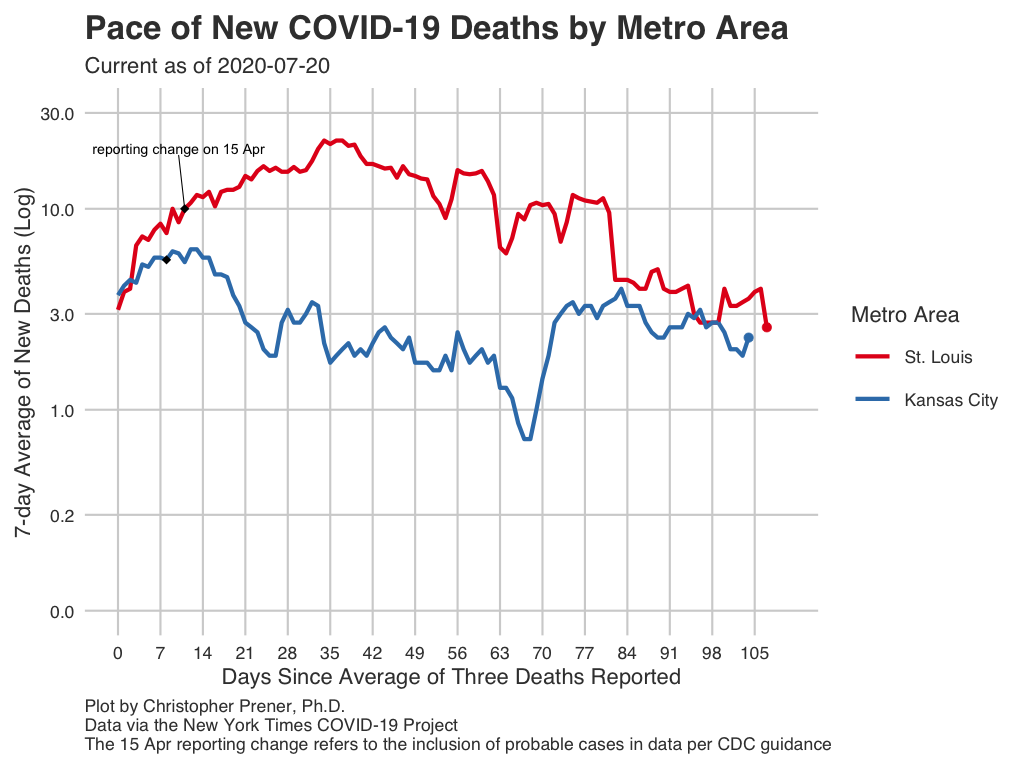 Pace of New COVID-19 Deaths by Metro Area
Current as of 2020-07-20
30.0
reporting change on 15 Apr
10.0
3.0
1.0
0.2
0.0
7-day Average of New Deaths (Log)
0 7 14 21 28 35 42 49 56 63 70 77 84 91 98 105
Days Since Average of Three Deaths Reported
Metro Area
St. Louis
Kansas City
Plot by Christopher Prener, Ph.D.
Data via the New York Times COVID-19 Project
The 15 Apr reporting change refers to the inclusion of probable cases in data per CDC guidance